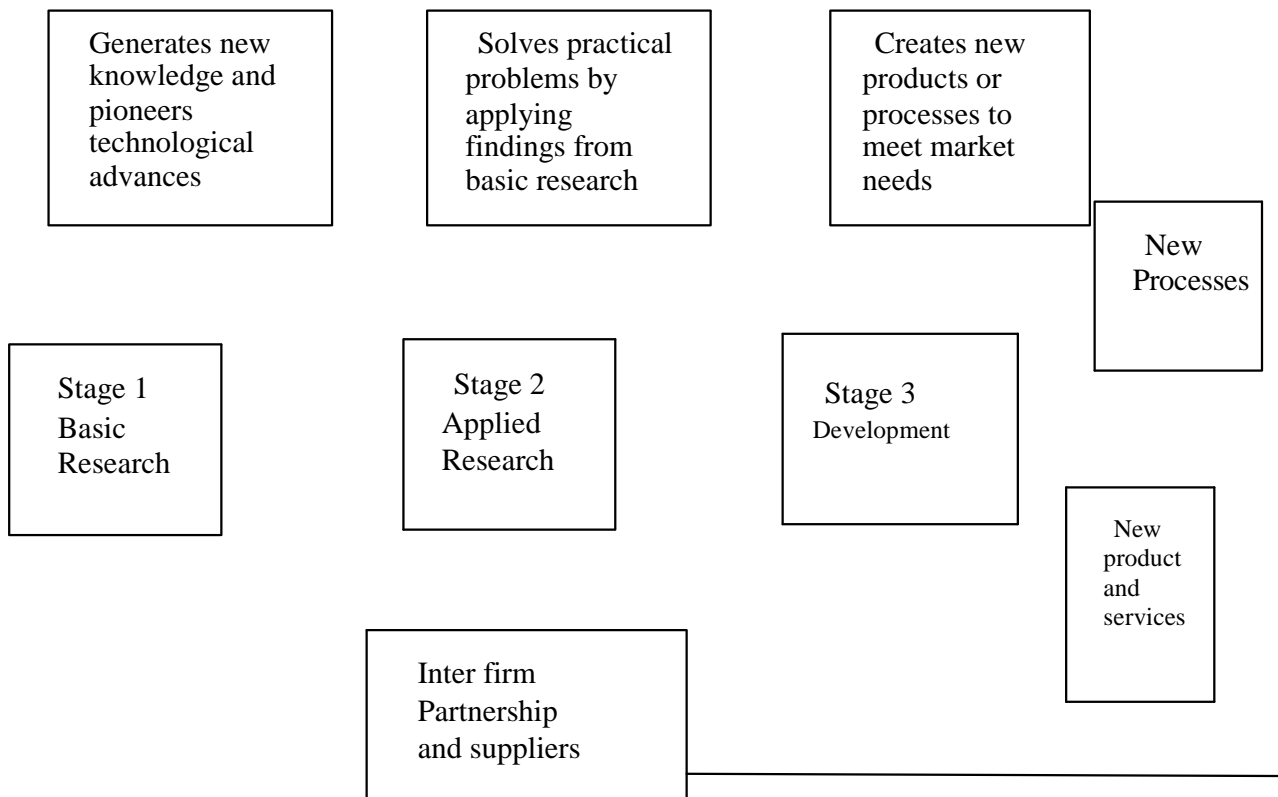 Generates new
knowledge and
pioneers
technological
advances
Solves practical
problems by
applying
findings from
basic research
Creates new
products or
processes to
meet market
needs
New
Processes
Stage 1
Basic
Research
Stage 2
Applied
Research
Stage 3
Development
New
product
and
services
Inter firm
Partnership
and suppliers